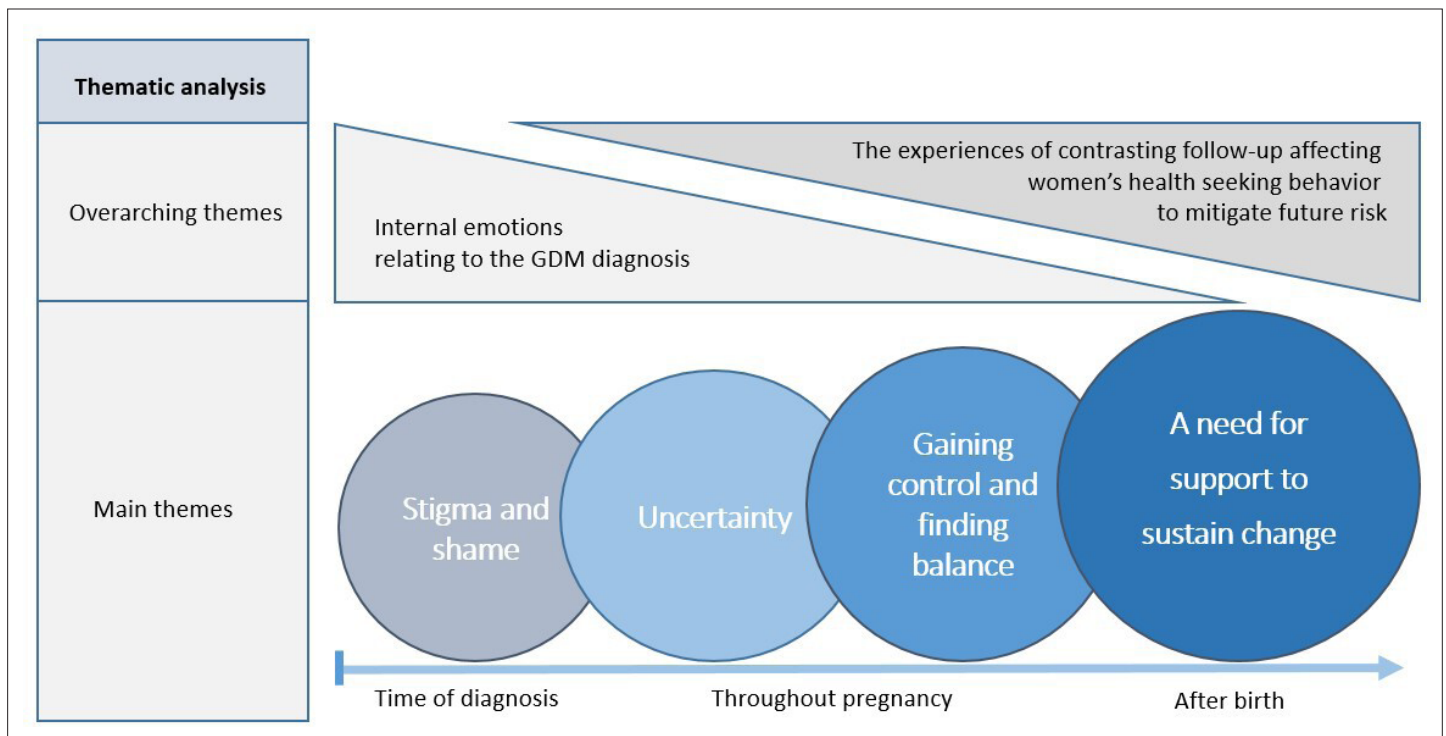 Thematic analysis
Overarching themes
The experiences of contrasting follow-up affecting
women's health seeking behavior
to mitigate future risk
Internal emotions
relating to the GDM diagnosis
Main themes
Stigma and
shame
Uncertainty
Gaining
control and
finding
balance
A need for
support to
sustain change
Time of diagnosis
Throughout pregnancy
After birth